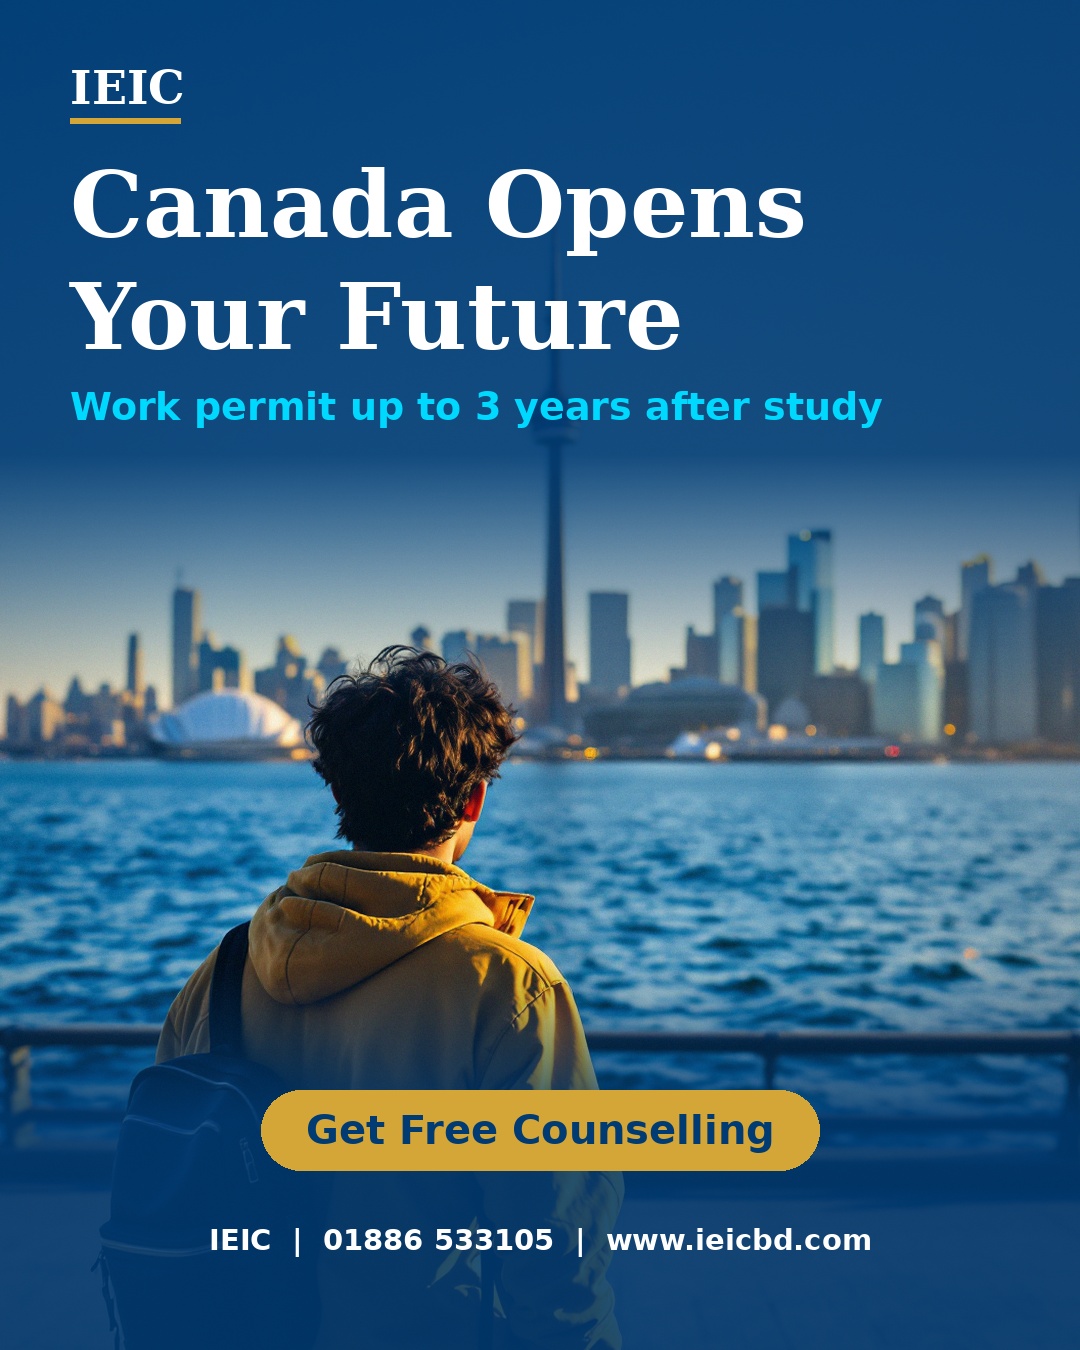 IEIC
Canada Opens
Your Future
Work permit up to 3 years after study
Get Free Counselling
IEIC | 01886 533105 | www.ieicbd.com